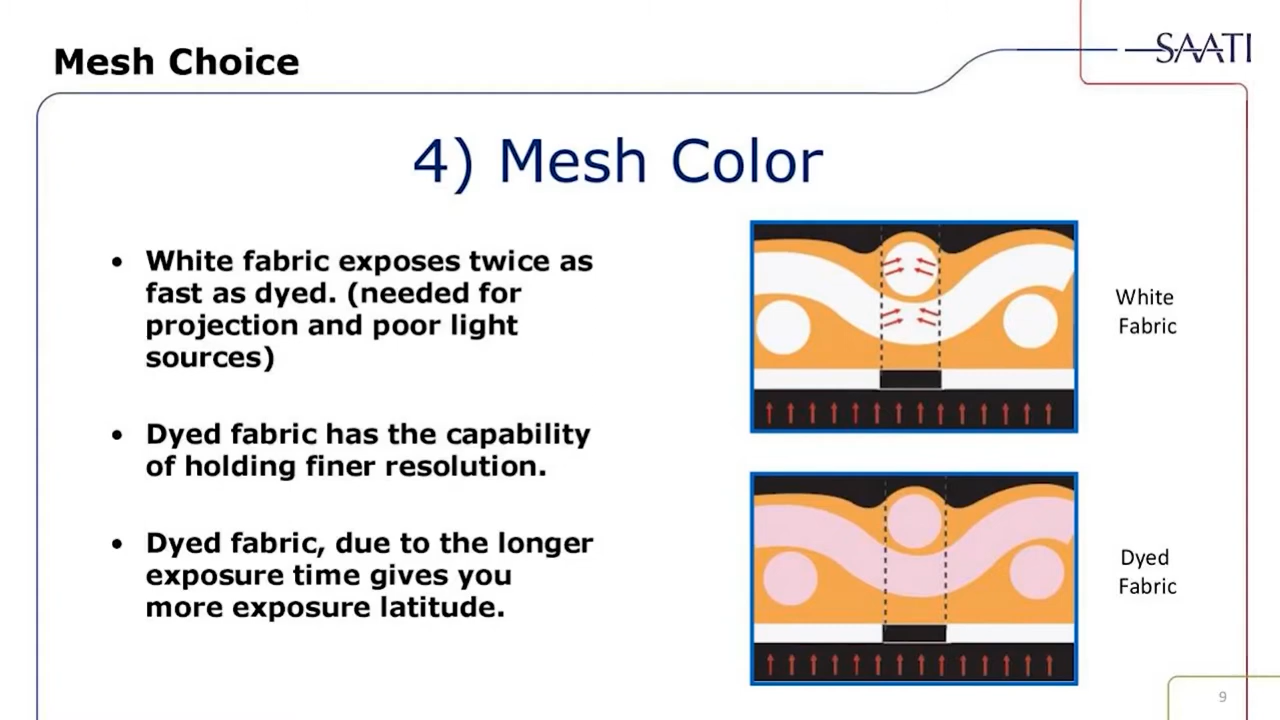 Mesh Choice
SAATI
4) Mesh Color
• White fabric exposes twice as
fast as dyed. (needed for
projection and poor light
sources)
• Dyed fabric has the capability
of holding finer resolution.
• Dyed fabric, due to the longer
exposure time gives you
more exposure latitude.
White
Fabric
Dyed
Fabric
9